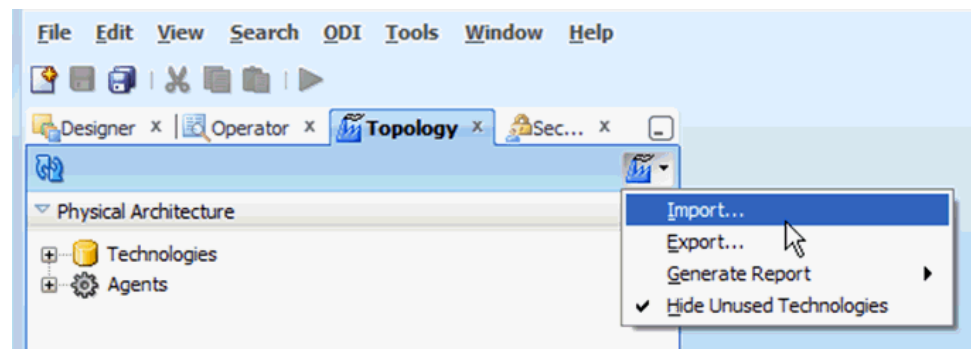 File Edit View Search ODI Tools Window Help
Designer x Operator x Topology x Sec... x
Physical Architecture
Import...
Technologies
Export...
Agents
Generate Report
Hide Unused Technologies